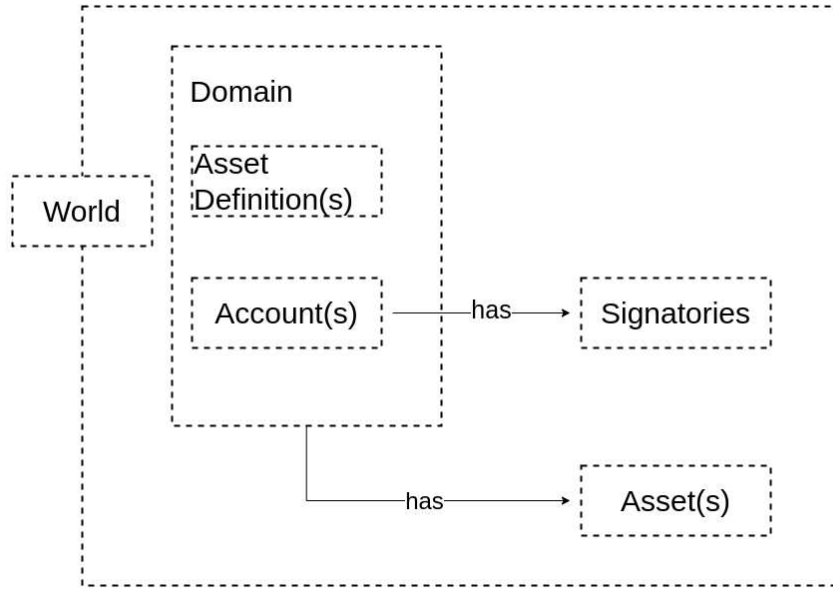 Domain
Asset
Definition(s)
World
Account(s)
has
Signatories
has
Asset(s)